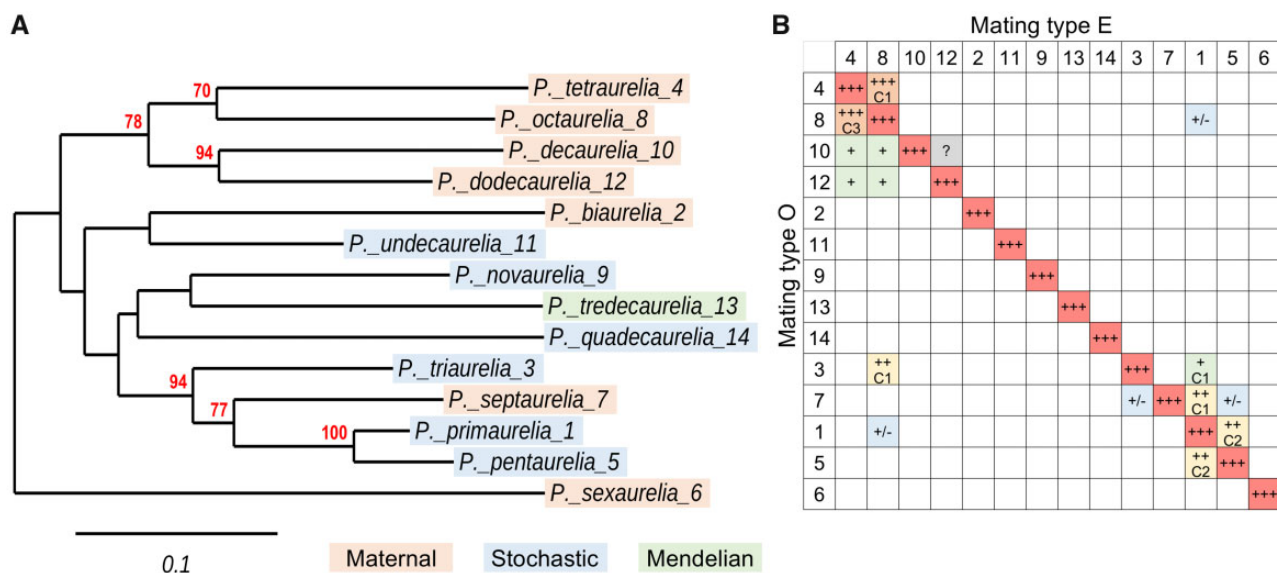 A
70
P._tetraurelia_4
78
P._octaurelia_8
94
P._decaurelia_10
P._dodecaurelia_12
P._biaurelia_2
P._undecaurelia_11
P._novaurelia_9
P._tredecaurelia_13
P._quadecaurelia_14
P._triaurelia_3
94
P._septaurelia_7
77
P._primaurelia_1
100
P._pentaurelia_5
P._sexaurelia_6
0.1
Maternal Stochastic Mendelian
B
Mating type E
4 8 10 12 2 11 9 13 14 3 7 1 5 6
Mating type O
4 +++ +++
C1
8 +++ +++ +/-
C3
10 + + +++ ?
12 + + +++
2 +++
11 +++
9 +++
13 +++
14 +++
3 ++ +++ +
C1 C1
7 +/- +++ ++ +/-
C1
1 +/- +++ ++
C2
5 ++ +++
C2
6 +++